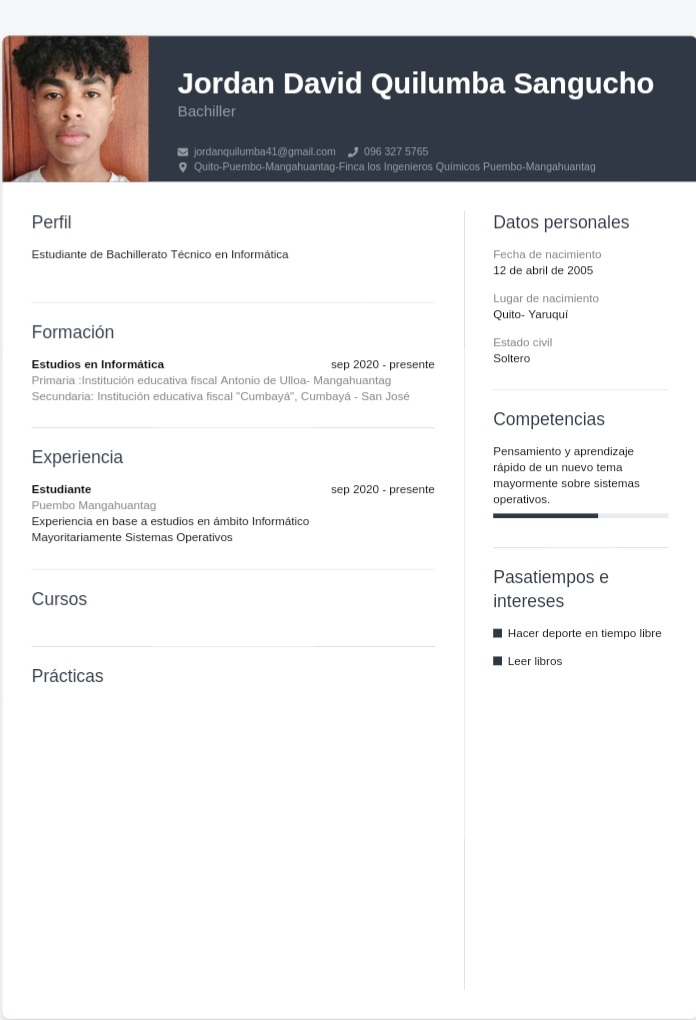 Jordan David Quilumba Sangucho
Bachiller
jordanquilumba41@gmail.com 096 327 5765
Quito-Puembo-Mangahuantag-Finca los Ingenieros Químicos Puembo-Mangahuantag
Perfil
Estudiante de Bachillerato Técnico en Informática
Formación
Estudios en Informática sep 2020 - presente
Primaria :Institución educativa fiscal Antonio de Ulloa- Mangahuantag
Secundaria: Institución educativa fiscal "Cumbayá", Cumbayá - San José
Experiencia
Estudiante sep 2020 - presente
Puembo Mangahuantag
Experiencia en base a estudios en ámbito Informático
Mayoritariamente Sistemas Operativos
Cursos
Prácticas
Datos personales
Fecha de nacimiento
12 de abril de 2005
Lugar de nacimiento
Quito- Yaruquí
Estado civil
Soltero
Competencias
Pensamiento y aprendizaje
rápido de un nuevo tema
mayormente sobre sistemas
operativos.
Pasatiempos e
intereses
Hacer deporte en tiempo libre
Leer libros